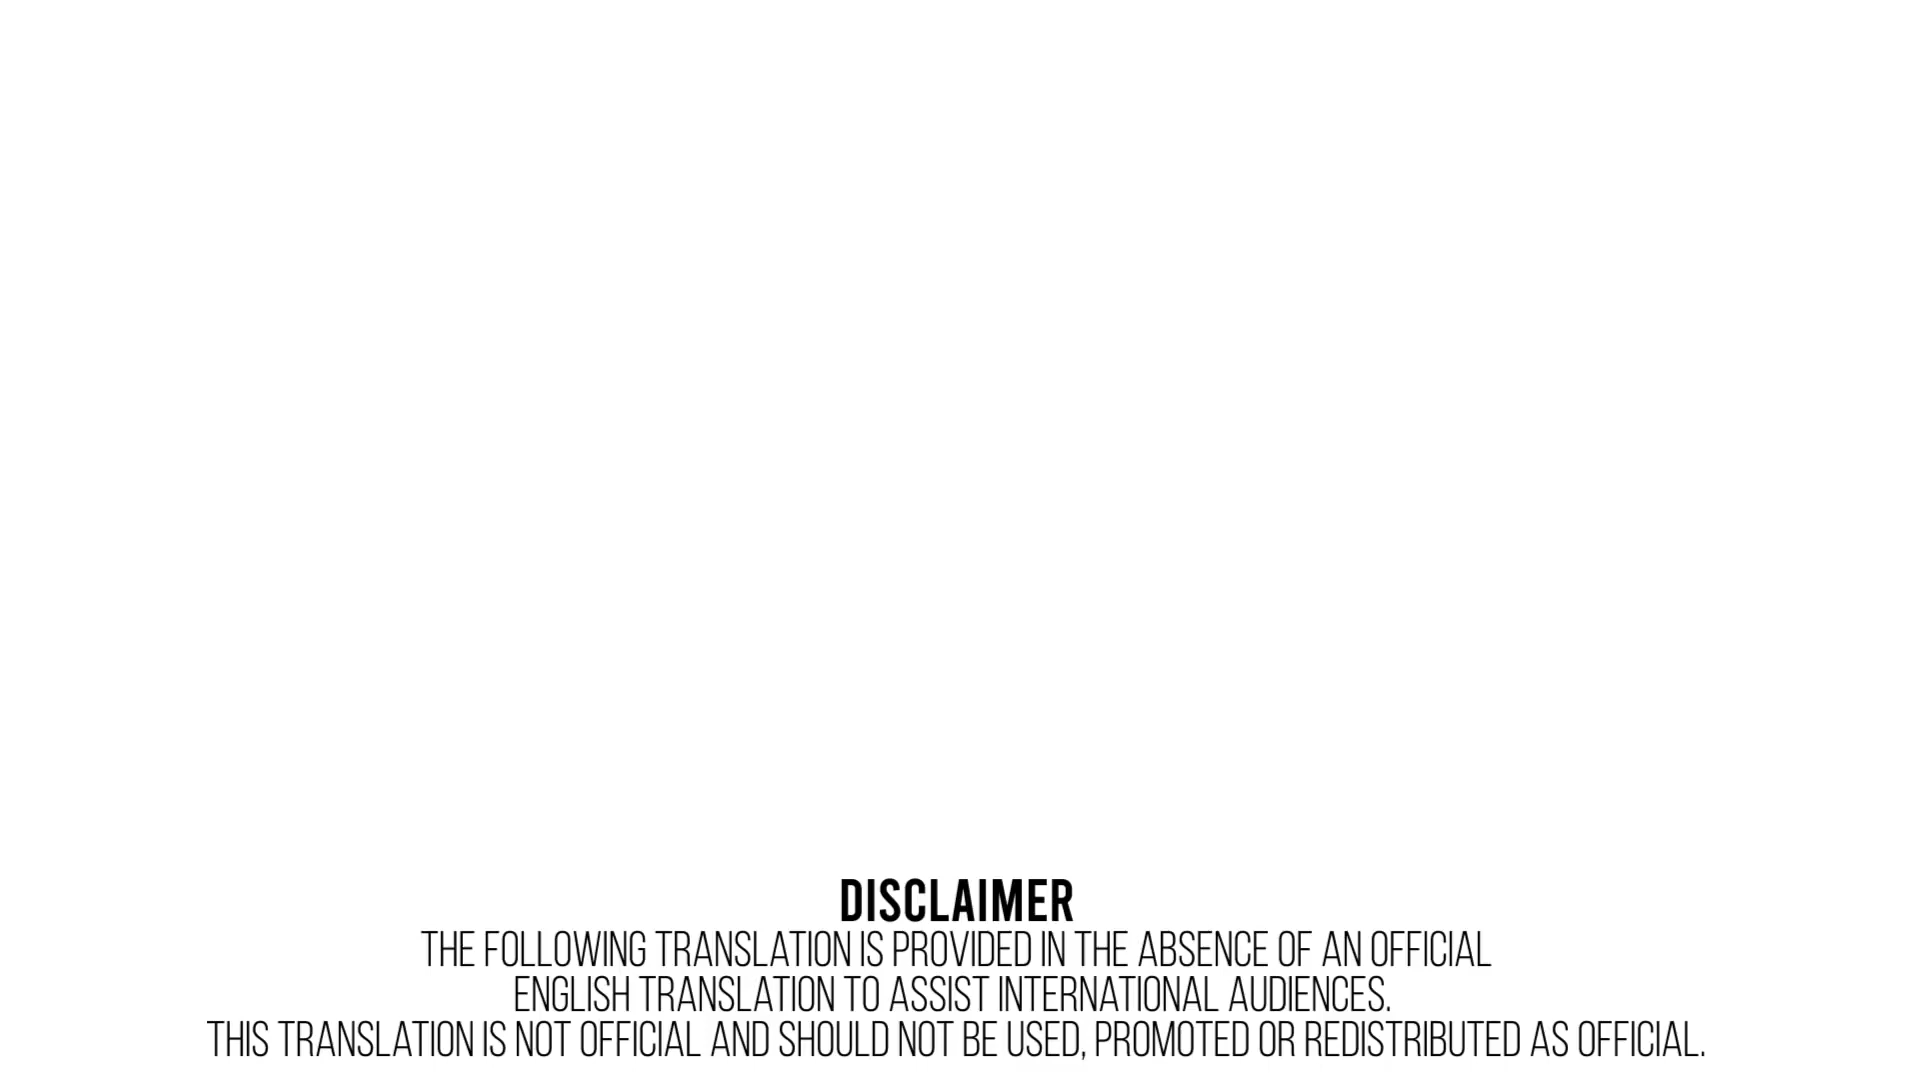 DISCLAIMER
THE FOLLOWING TRANSLATION IS PROVIDED IN THE ABSENCE OF AN OFFICIAL
ENGLISH TRANSLATION TO ASSIST INTERNATIONAL AUDIENCES.
THIS TRANSLATION IS NOT OFFICIAL AND SHOULD NOT BE USED, PROMOTED OR REDISTRIBUTED AS OFFICIAL.